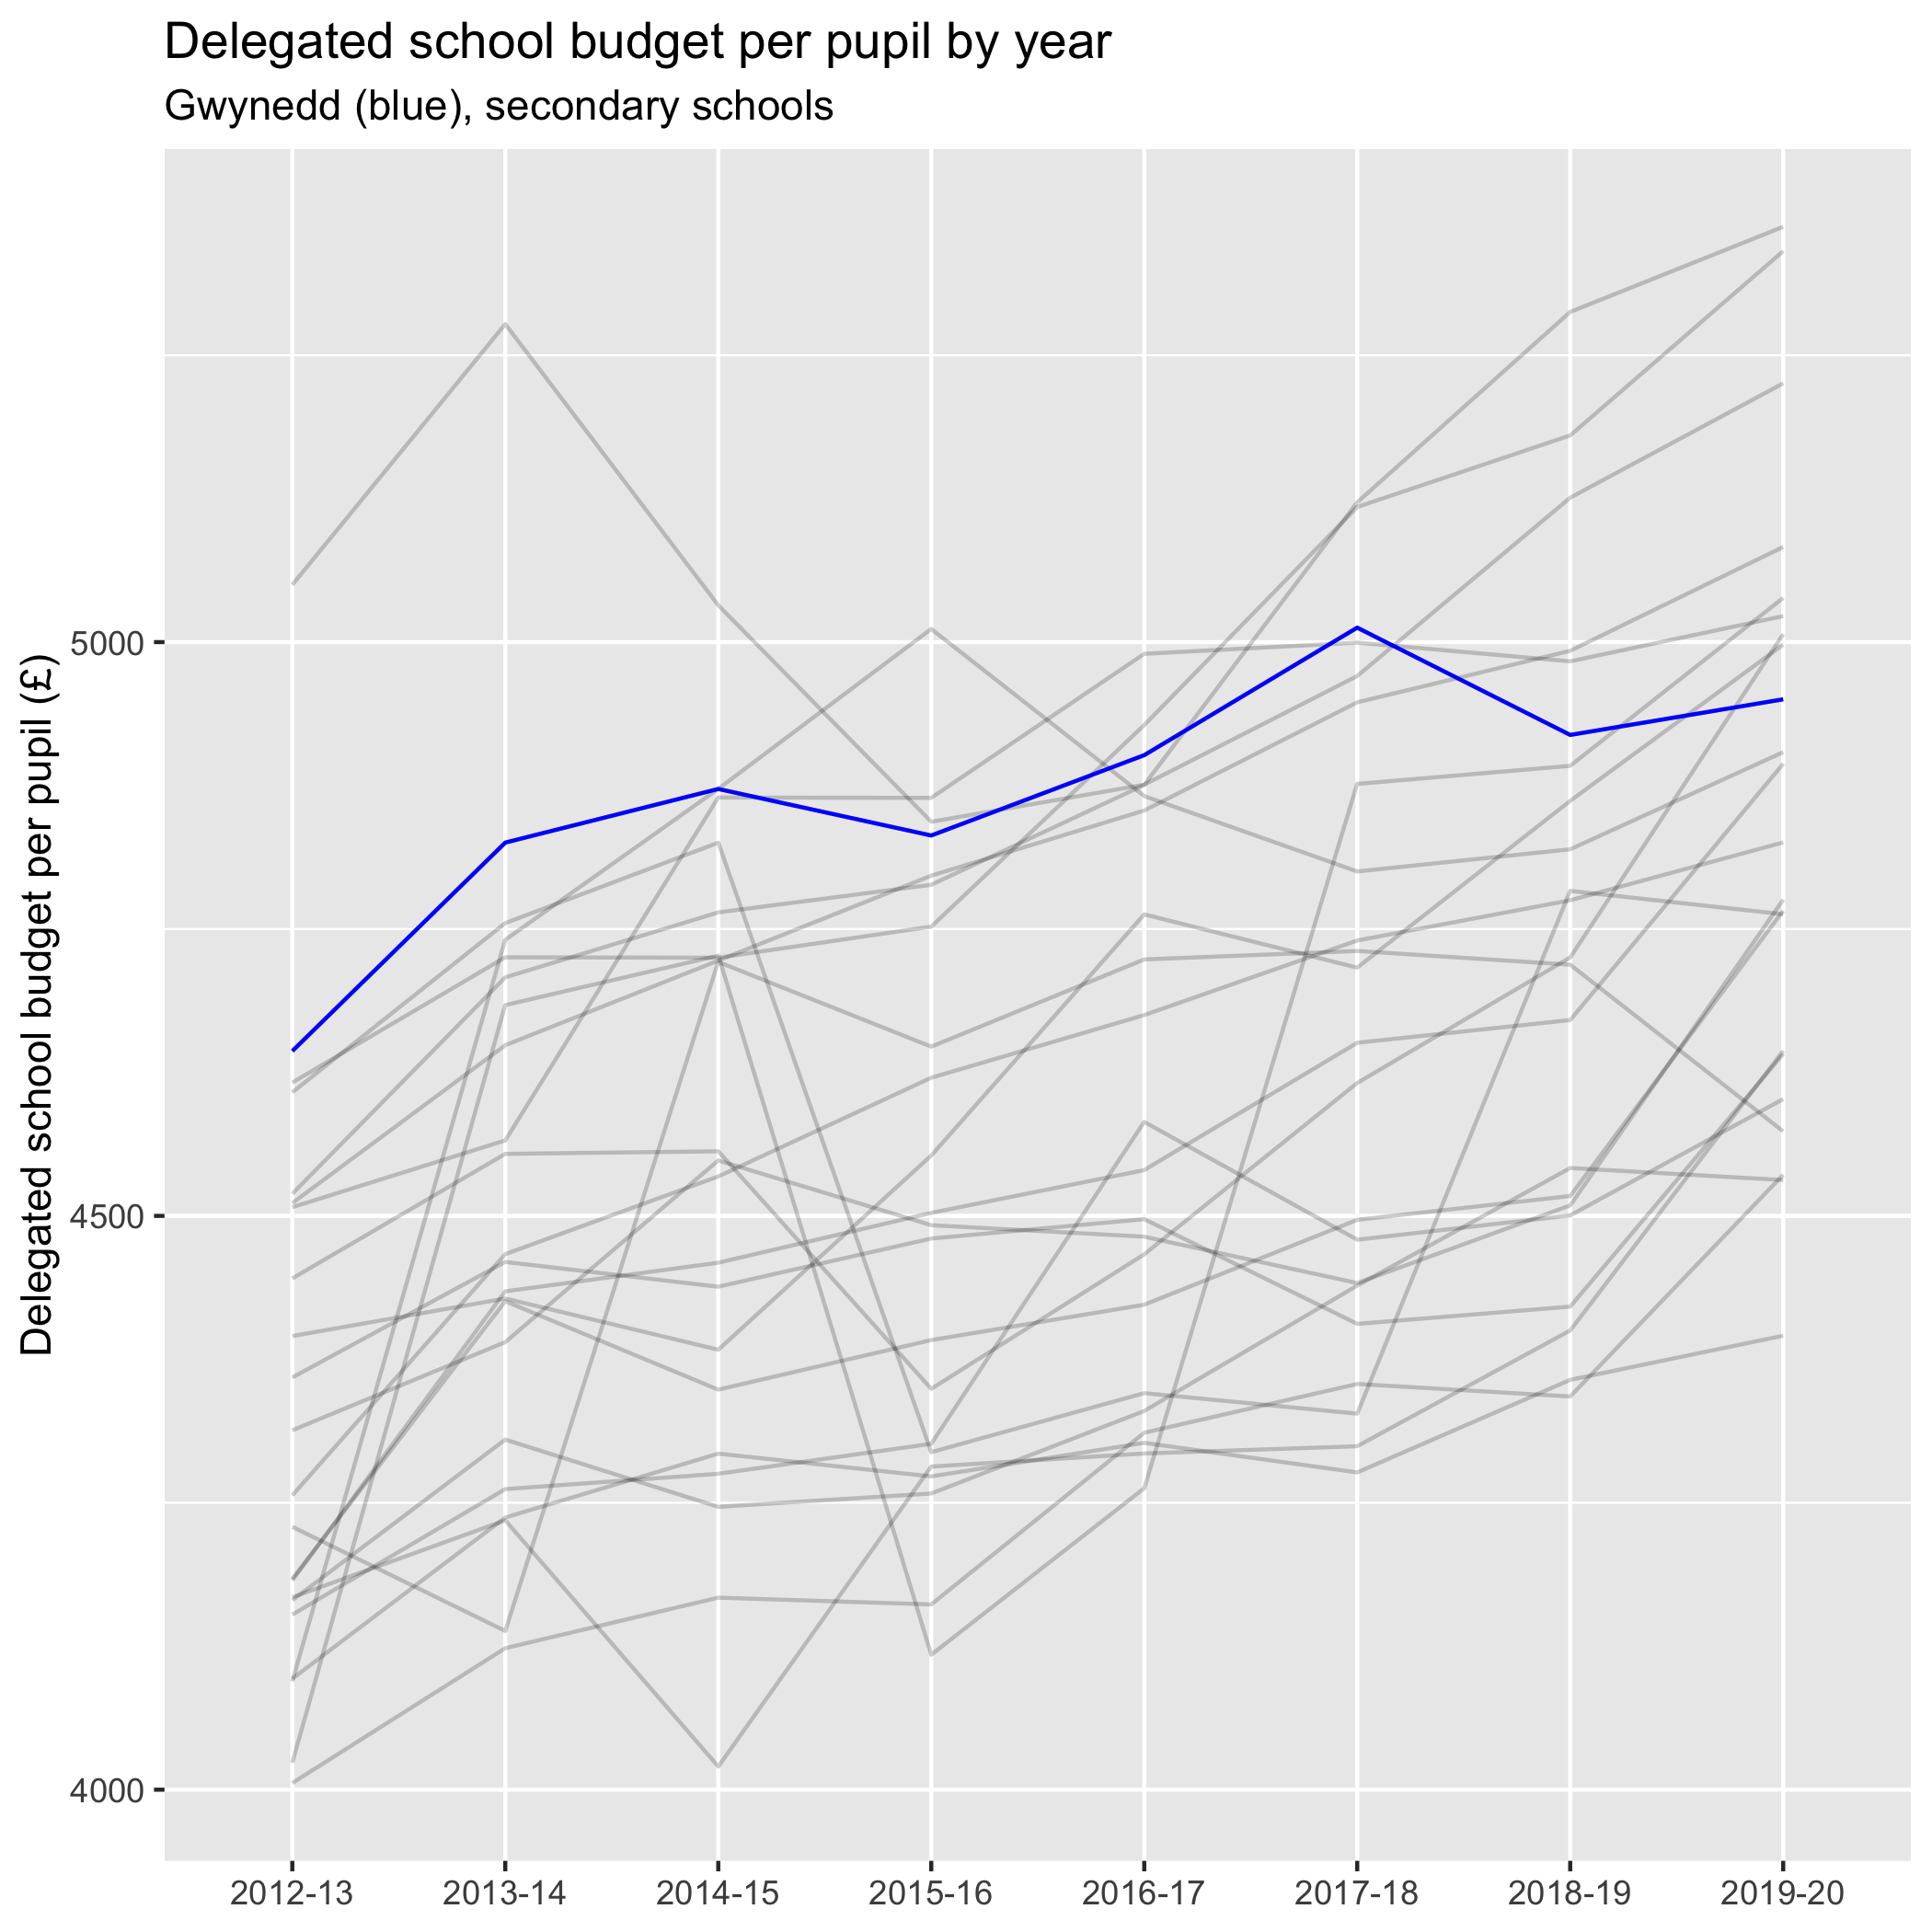 Delegated school budget per pupil by year
Gwynedd (blue), secondary schools
Delegated school budget per pupil (£)
5000
4500
4000
2012-13 2013-14 2014-15 2015-16 2016-17 2017-18 2018-19 2019-20